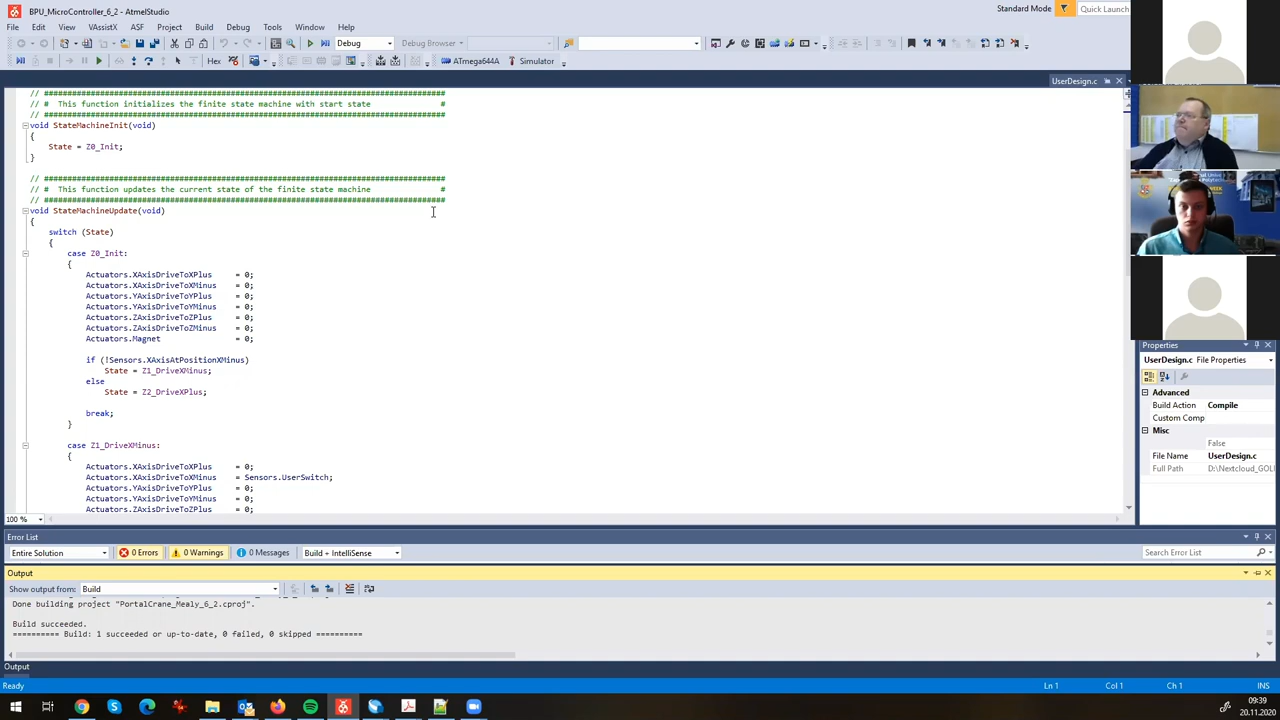 BPU_MicroController_6_2 - AtmelStudio
Standard Mode
Quick Launch
File Edit View VAssistX ASF Project Build Debug Tools Window Help
Debug
Debug Browser
Hex
ATmega644A
Simulator
UserDesign.c
// ################################################################################
// # This function initializes the finite state machine with start state #
// ################################################################################
void StateMachineInit(void)
{
State = Z0_Init;
}
// ################################################################################
// # This function updates the current state of the finite state machine #
// ################################################################################
void StateMachineUpdate(void)
{
switch (State)
{
case Z0_Init:
{
Actuators.XAxisDriveToXPlus = 0;
Actuators.XAxisDriveToXMinus = 0;
Actuators.YAxisDriveToYPlus = 0;
Actuators.YAxisDriveToYMinus = 0;
Actuators.ZAxisDriveToZPlus = 0;
Actuators.ZAxisDriveToZMinus = 0;
Actuators.Magnet = 0;
if (!Sensors.XAxisAtPositionXMinus)
State = Z1_DriveXMinus;
else
State = Z2_DriveXPlus;
break;
}
case Z1_DriveXMinus:
{
Actuators.XAxisDriveToXPlus = 0;
Actuators.XAxisDriveToXMinus = Sensors.UserSwitch;
Actuators.YAxisDriveToYPlus = 0;
Actuators.YAxisDriveToYMinus = 0;
Actuators.ZAxisDriveToZPlus = 0;
100 %
Properties
UserDesign.c File Properties
Advanced
Build Action Compile
Custom Comp
Misc
False
File Name UserDesign.c
Full Path D:\Nextcloud_GOL
Error List
Entire Solution
0 Errors
0 Warnings
0 Messages
Build + IntelliSense
Search Error List
Output
Show output from: Build
Done building project "PortalCrane_Mealy_6_2.cproj".
Build succeeded.
========== Build: 1 succeeded or up-to-date, 0 failed, 0 skipped ==========
Output
Ready
Ln 1
Col 1
Ch 1
INS
09:39
20.11.2020